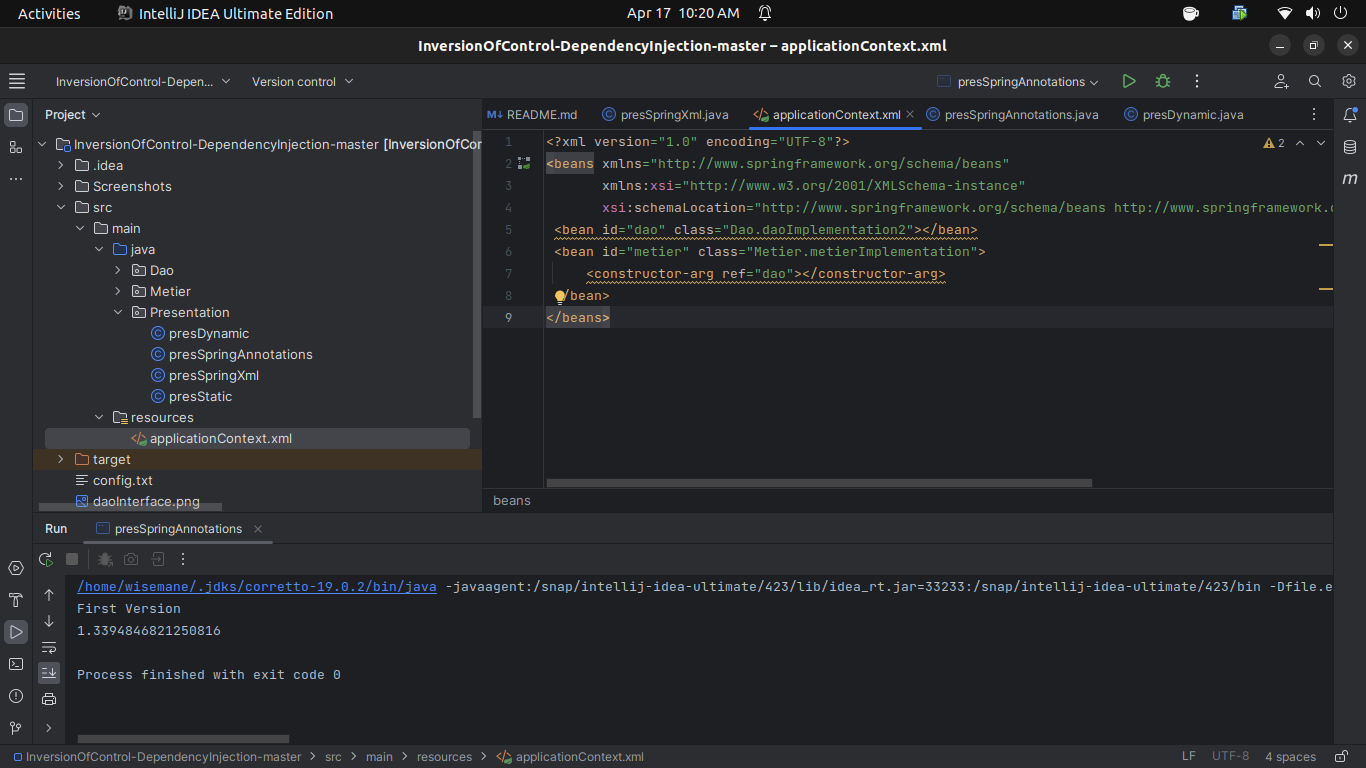 Activities
IntelliJ IDEA Ultimate Edition
Apr 17 10:20 AM
InversionOfControl-DependencyInjection-master – applicationContext.xml
InversionOfControl-Depen...
Version control
presSpringAnnotations
Project
README.md
presSpringXml.java
applicationContext.xml
presSpringAnnotations.java
presDynamic.java
InversionOfControl-DependencyInjection-master [InversionOfCor
.idea
Screenshots
src
main
java
Dao
Metier
Presentation
presDynamic
presSpringAnnotations
presSpringXml
presStatic
resources
applicationContext.xml
target
config.txt
daoInterface.png
2
1 <?xml version="1.0" encoding="UTF-8"?>
2 <beans xmlns="http://www.springframework.org/schema/beans"
3 xmlns:xsi="http://www.w3.org/2001/XMLSchema-instance"
4 xsi:schemaLocation="http://www.springframework.org/schema/beans http://www.springframework.o
5 <bean id="dao" class="Dao.daoImplementation2"></bean>
6 <bean id="metier" class="Metier.metierImplementation">
7 <constructor-arg ref="dao"></constructor-arg>
8 /bean>
9 </beans>
beans
Run
presSpringAnnotations
/home/wisemane/.jdks/corretto-19.0.2/bin/java -javaagent:/snap/intellij-idea-ultimate/423/lib/idea_rt.jar=33233:/snap/intellij-idea-ultimate/423/bin -Dfile.e
First Version
1.3394846821250816
Process finished with exit code 0
InversionOfControl-DependencyInjection-master > src > main > resources > applicationContext.xml
LF
UTF-8
4 spaces